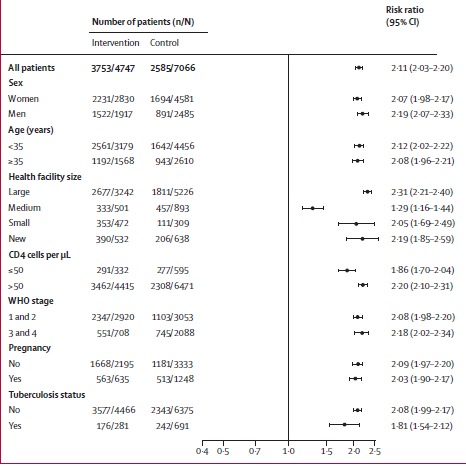 Number of patients (n/N) Risk ratio (95% CI)
Intervention Control
All patients 3753/4747 2585/7066 2·11 (2·03–2·20)
Sex
Women 2231/2830 1694/4581 2·07 (1·98–2·17)
Men 1522/1917 891/2485 2·19 (2·07–2·33)
Age (years)
<35 2561/3179 1642/4456 2·12 (2·02–2·22)
≥35 1192/1568 943/2610 2·08 (1·96–2·21)
Health facility size
Large 2677/3242 1811/5226 2·31 (2·21–2·40)
Medium 333/501 457/893 1·29 (1·16–1·44)
Small 353/472 111/309 2·05 (1·69–2·49)
New 390/532 206/638 2·19 (1·85–2·59)
CD4 cells per µL
≤50 291/332 277/595 1·86 (1·70–2·04)
>50 3462/4415 2308/6471 2·20 (2·10–2·31)
WHO stage
1 and 2 2347/2920 1103/3053 2·08 (1·98–2·20)
3 and 4 551/708 745/2088 2·18 (2·02–2·34)
Pregnancy
No 1668/2195 1181/3333 2·09 (1·97–2·20)
Yes 563/635 513/1248 2·03 (1·90–2·17)
Tuberculosis status
No 3577/4466 2343/6375 2·08 (1·99–2·17)
Yes 176/281 242/691 1·81 (1·54–2·12)
0·4 0·5 0·7 1·0 1·5 2·0 2·5